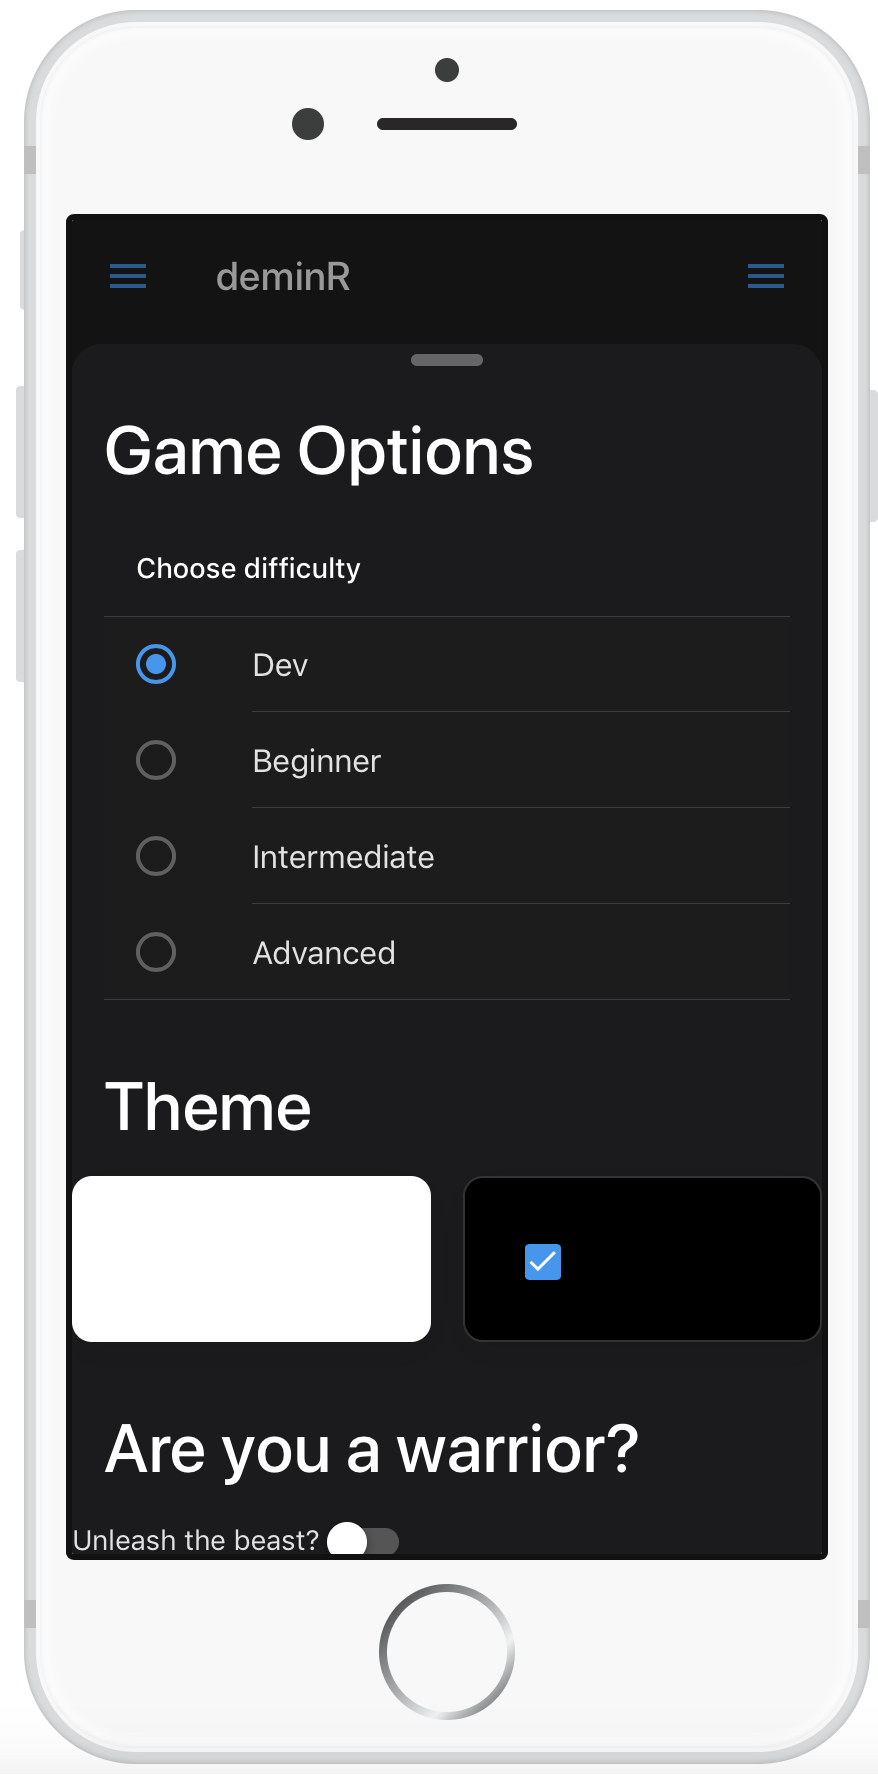 deminR
Game Options
Choose difficulty
Dev
Beginner
Intermediate
Advanced
Theme
Are you a warrior?
Unleash the beast?